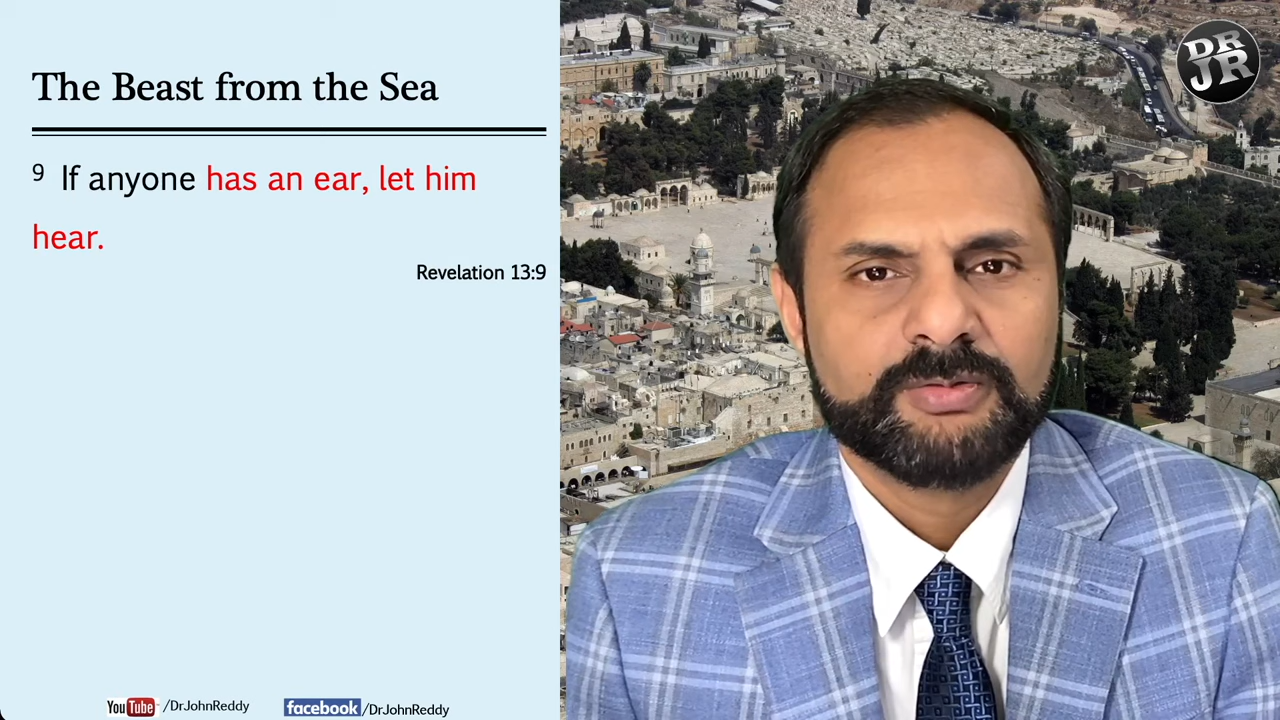 The Beast from the Sea
9 If anyone has an ear, let him
hear.
Revelation 13:9
YouTube /DrJohnReddy facebook /DrJohnReddy
DR
JR